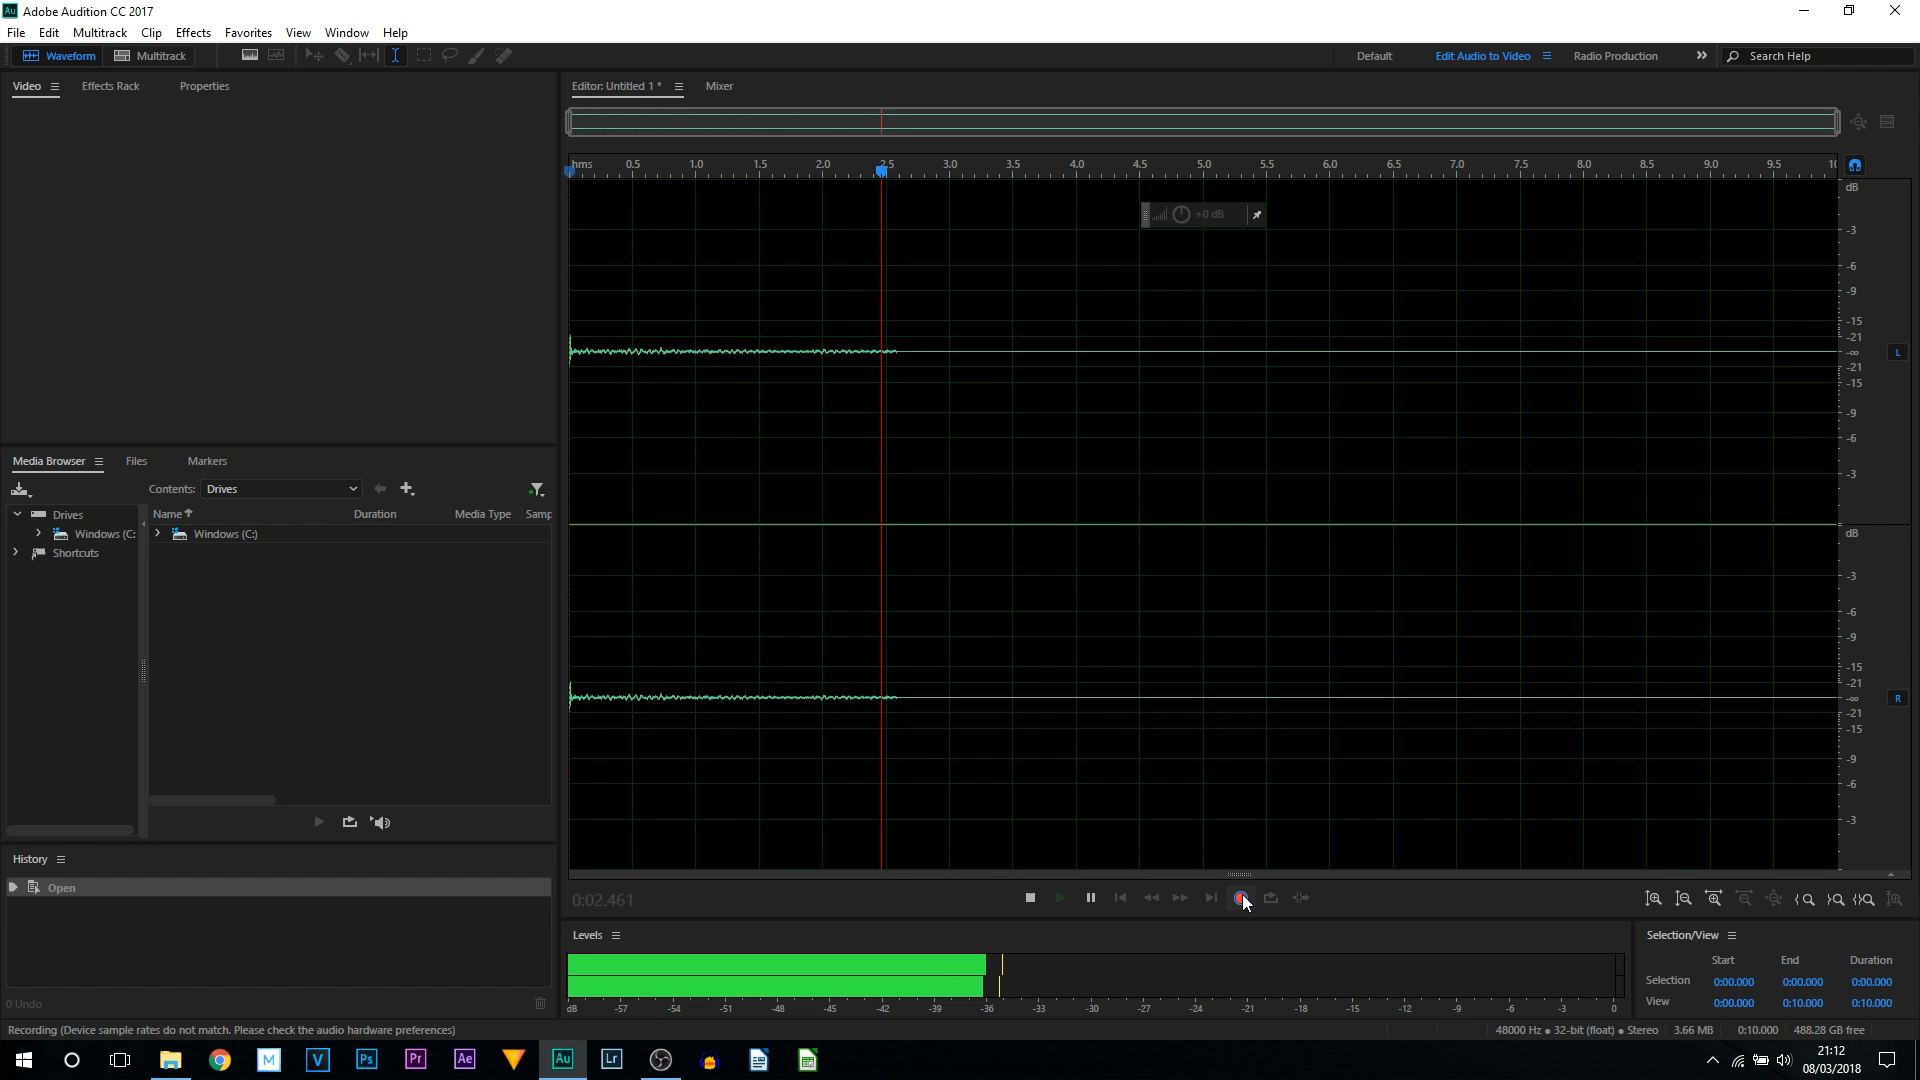 Au Adobe Audition CC 2017
File Edit Multitrack Clip Effects Favorites View Window Help
Waveform Multitrack Default Edit Audio to Video Radio Production Search Help
Video Effects Rack Properties
Editor: Untitled 1 * Mixer
hms 0.5 1.0 1.5 2.0 2.5 3.0 3.5 4.0 4.5 5.0 5.5 6.0 6.5 7.0 7.5 8.0 8.5 9.0 9.5 10
dB
+0 dB
-3
-6
-9
-15
-21
-∞ L
-21
-15
-9
-6
-3
Media Browser Files Markers
Contents: Drives
Drives
Windows (C:
Shortcuts
Name Duration Media Type Samp
Windows (C:)
dB
-3
-6
-9
-15
-21
-∞ R
-21
-15
-9
-6
-3
History
Open
0 Undo
0:02.461
Levels
dB -57 -54 -51 -48 -45 -42 -39 -36 -33 -30 -27 -24 -21 -18 -15 -12 -9 -6 -3 0
Selection/View
Start End Duration
Selection 0:00.000 0:00.000 0:00.000
View 0:00.000 0:10.000 0:10.000
Recording (Device sample rates do not match. Please check the audio hardware preferences)
48000 Hz • 32-bit (float) • Stereo 3.66 MB 0:10.000 488.28 GB free
M V Ps Pr Ae Au Lr
21:12
08/03/2018